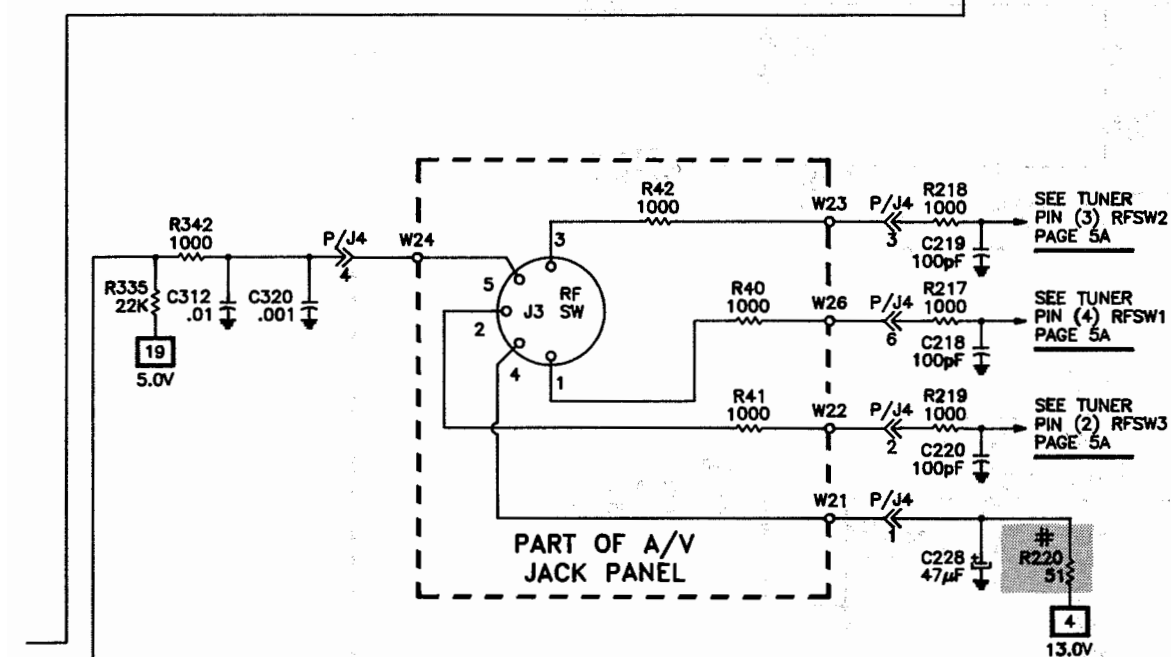 R342
1000
R335
22K
C312
.01
C320
.001
19
5.0V
P/J4
4
W24
R42
1000
3
5
RF
SW
J3
2
4
1
R40
1000
R41
1000
PART OF A/V
JACK PANEL
W23
P/J4
3
R218
1000
C219
100pF
SEE TUNER
PIN (3) RFSW2
PAGE 5A
W26
P/J4
6
R217
1000
C218
100pF
SEE TUNER
PIN (4) RFSW1
PAGE 5A
W22
P/J4
2
R219
1000
C220
100pF
SEE TUNER
PIN (2) RFSW3
PAGE 5A
W21
P/J4
1
C228
+
47µF
#
R220
51
4
13.0V